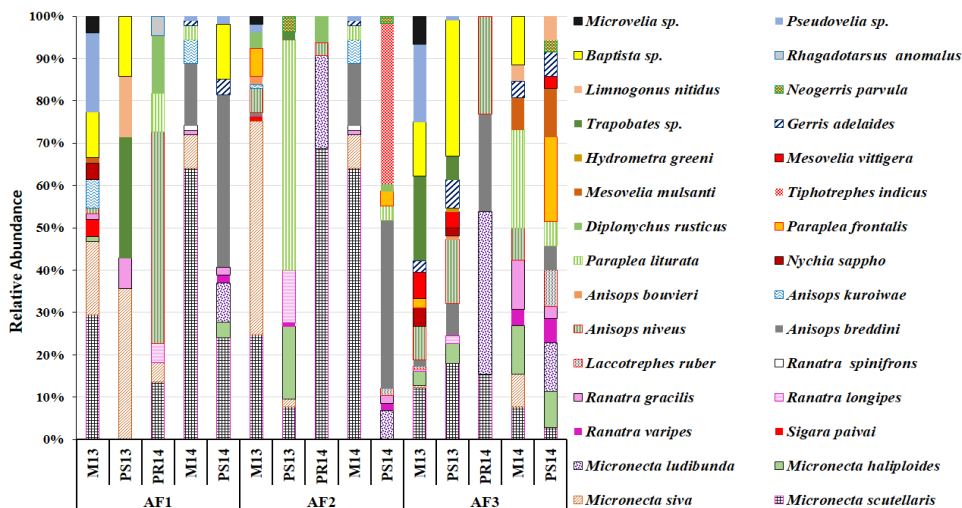 Relative Abundance
100%
90%
80%
70%
60%
50%
40%
30%
20%
10%
0%
M13 PS13 PR14 M14 PS14 M13 PS13 PR14 M14 PS14 M13 PS13 PR14 M14 PS14
AF1 AF2 AF3
Microvelia sp. Pseudovelia sp.
Baptista sp. Rhagadotarsus anomalus
Limnogonus nitidus Neogerris parvula
Trapobates sp. Gerris adelaides
Hydrometra greeni Mesovelia vittigera
Mesovelia mulsanti Tiphotrephes indicus
Diplonychus rusticus Paraplea frontalis
Paraplea liturata Nychia sappho
Anisops bouvieri Anisops kuroiwae
Anisops niveus Anisops breddini
Laccotrephes ruber Ranatra spinifrons
Ranatra gracilis Ranatra longipes
Ranatra varipes Sigara paivai
Micronecta ludibunda Micronecta haliploides
Micronecta siva Micronecta scutellaris